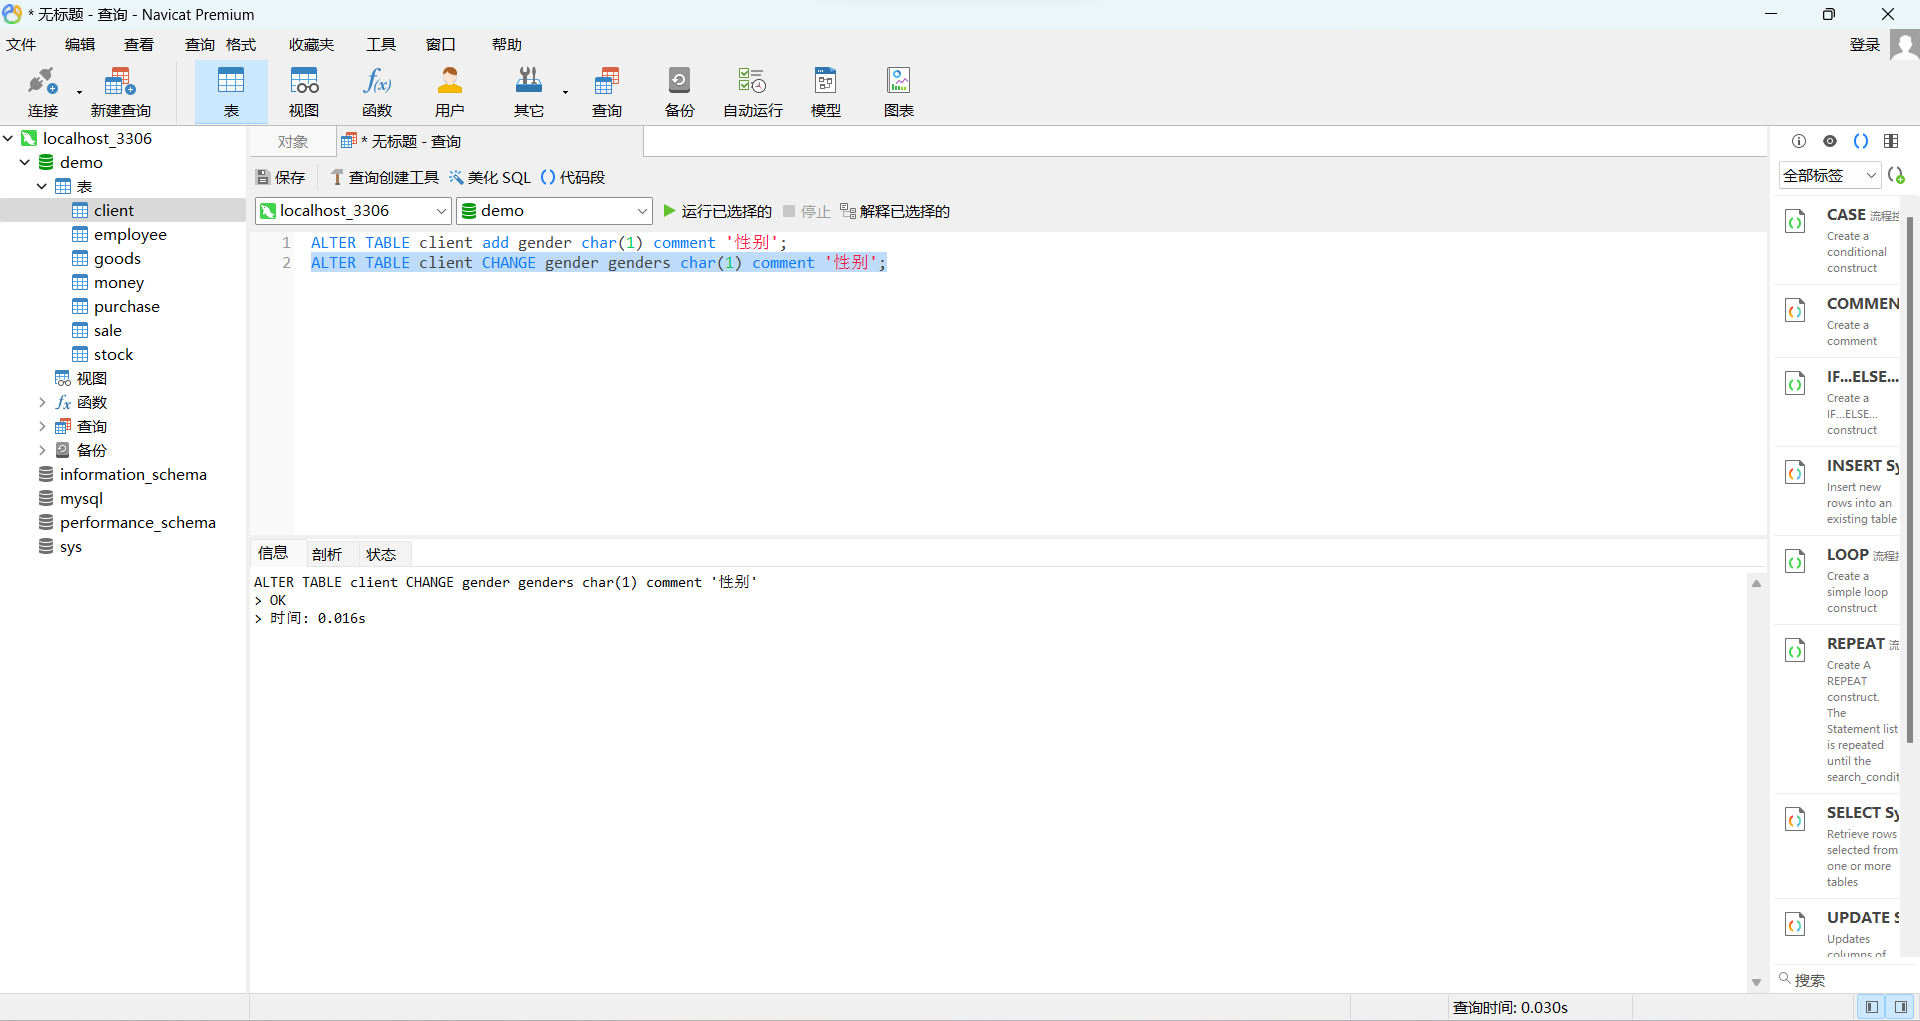 * 无标题 - 查询 - Navicat Premium
文件 编辑 查看 查询 格式 收藏夹 工具 窗口 帮助 登录
连接 新建查询 表 视图 函数 用户 其它 查询 备份 自动运行 模型 图表
localhost_3306
demo
表
client
employee
goods
money
purchase
sale
stock
视图
函数
查询
备份
information_schema
mysql
performance_schema
sys
对象 * 无标题 - 查询
保存 查询创建工具 美化 SQL 代码段
localhost_3306 demo 运行已选择的 停止 解释已选择的
1 ALTER TABLE client add gender char(1) comment '性别';
2 ALTER TABLE client CHANGE gender genders char(1) comment '性别';
信息 剖析 状态
ALTER TABLE client CHANGE gender genders char(1) comment '性别'
> OK
> 时间: 0.016s
全部标签
CASE 流程
Create a
conditional
construct
COMMEN
Create a
comment
IF...ELSE...
Create a
IF...ELSE...
construct
INSERT Sy
Insert new
rows into an
existing table
LOOP 流程
Create a
simple loop
construct
REPEAT 流
Create A
REPEAT
construct.
The
Statement list
is repeated
until the
search_condit
SELECT Sy
Retrieve rows
selected from
one or more
tables
UPDATE S
Updates
columns of
搜索
查询时间: 0.030s